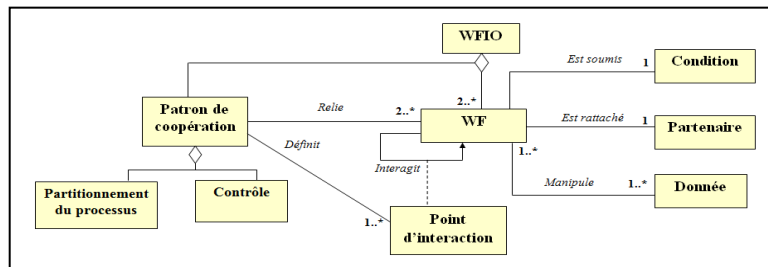 WFIO
Est soumis
1
Condition
Patron de
coopération
Relie
2..*
2..*
WF
Est rattaché
1
Partenaire
Définit
Interagit
1..*
Manipule
1..*
Donnée
Partitionnement
du processus
Contrôle
1..*
Point
d'interaction